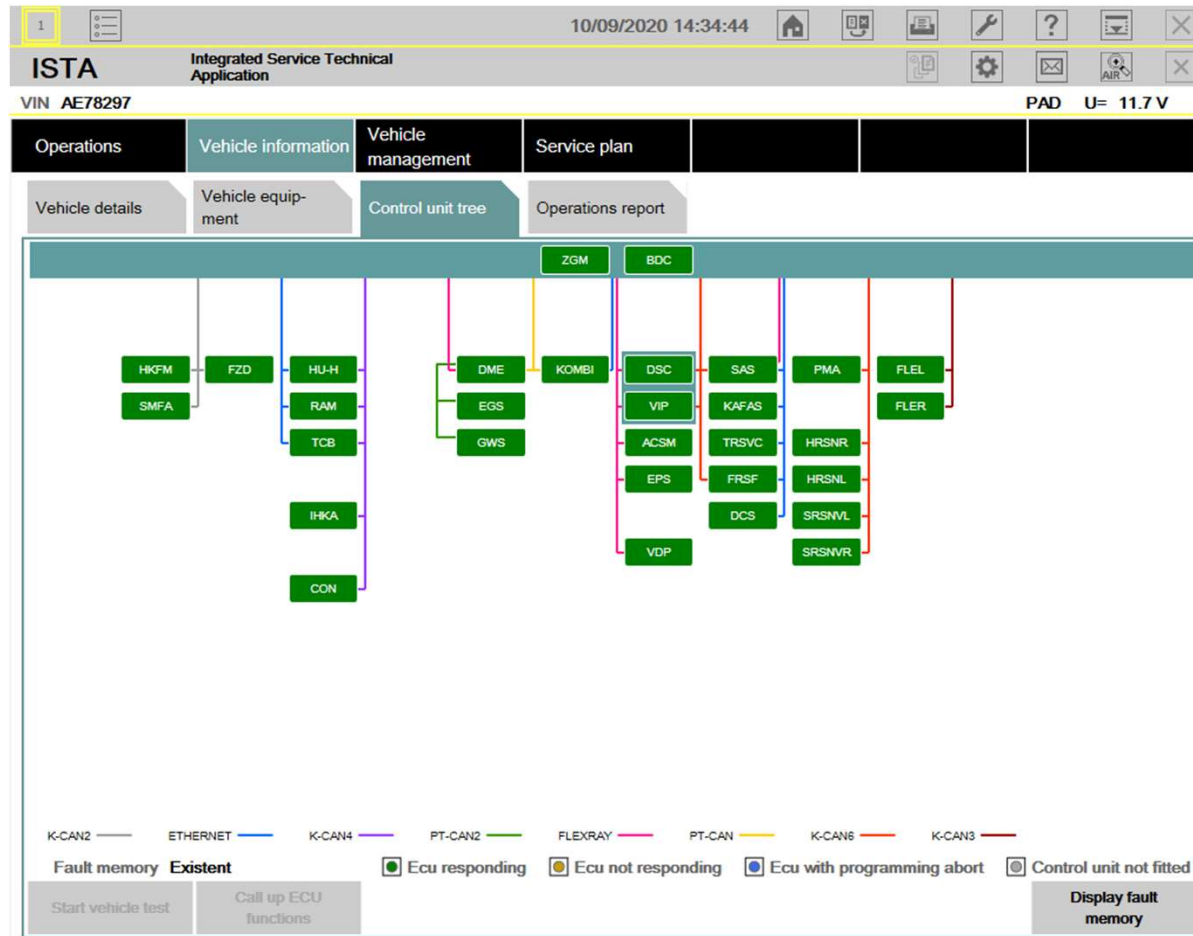 1
10/09/2020 14:34:44
?
ISTA
Integrated Service Technical
Application
AIR
VIN AE78297
PAD U= 11.7 V
Operations
Vehicle information
Vehicle
management
Service plan
Vehicle details
Vehicle equip-
ment
Control unit tree
Operations report
ZGM BDC
HKFM FZD HU-H DME KOMBI DSC SAS PMA FLEL
SMFA RAM EGS VIP KAFAS FLER
TCB GWS ACSM TRSVC HRSNR
EPS FRSF HRSNL
IHKA DCS SRSNVL
VDP SRSNVR
CON
K-CAN2 ETHERNET K-CAN4 PT-CAN2 FLEXRAY PT-CAN K-CAN6 K-CAN3
Fault memory Existent Ecu responding Ecu not responding Ecu with programming abort Control unit not fitted
Start vehicle test
Call up ECU
functions
Display fault
memory